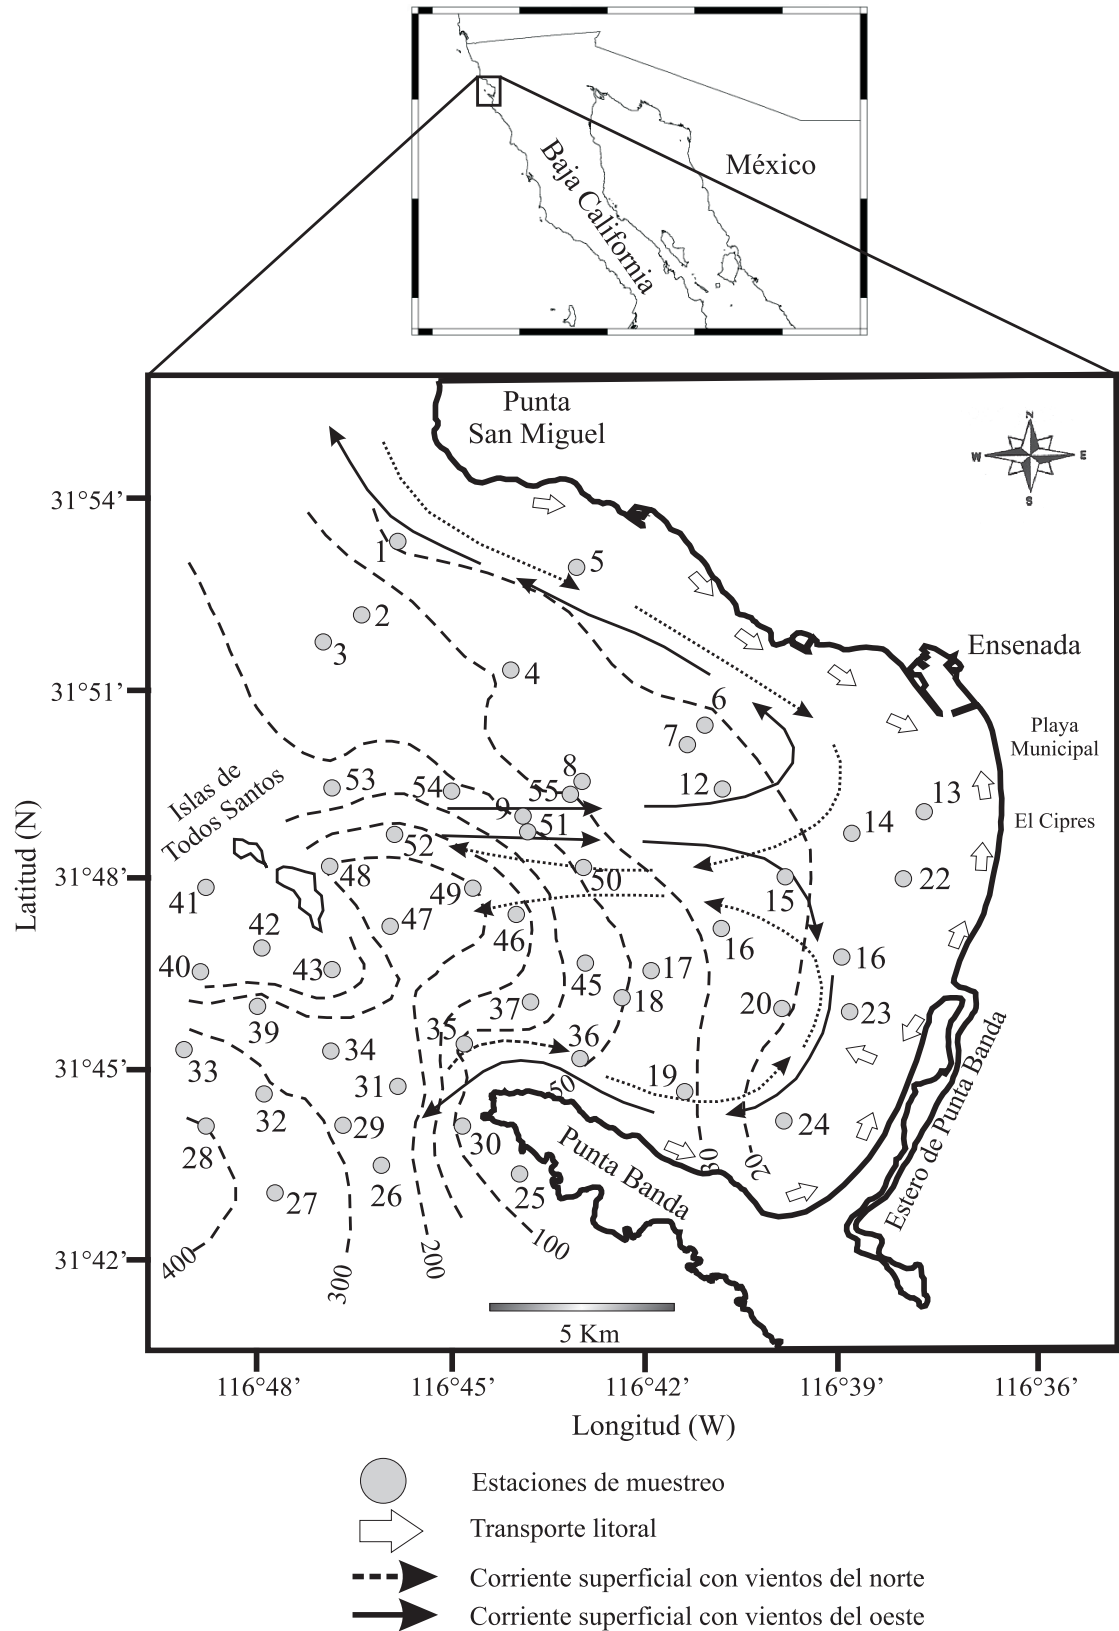 México
Baja California
Punta
San Miguel
N
W
E
S
31°54’
1
5
2
3
4
Ensenada
31°51’
6
7
Playa
Municipal
8
12
53
54
55
9
51
13
14
El Cipres
Islas de
Todos Santos
52
48
50
49
15
22
31°48’
41
42
47
46
16
16
40
43
45
17
18
37
20
23
39
35
36
33
34
31°45’
31
50
19
32
29
30
24
28
26
25
27
Punta Banda
30
20
Estero de Punta Banda
400
300
200
100
31°42’
5 Km
Latitud (N)
116°48’
116°45’
116°42’
116°39’
116°36’
Longitud (W)
Estaciones de muestreo
Transporte litoral
Corriente superficial con vientos del norte
Corriente superficial con vientos del oeste